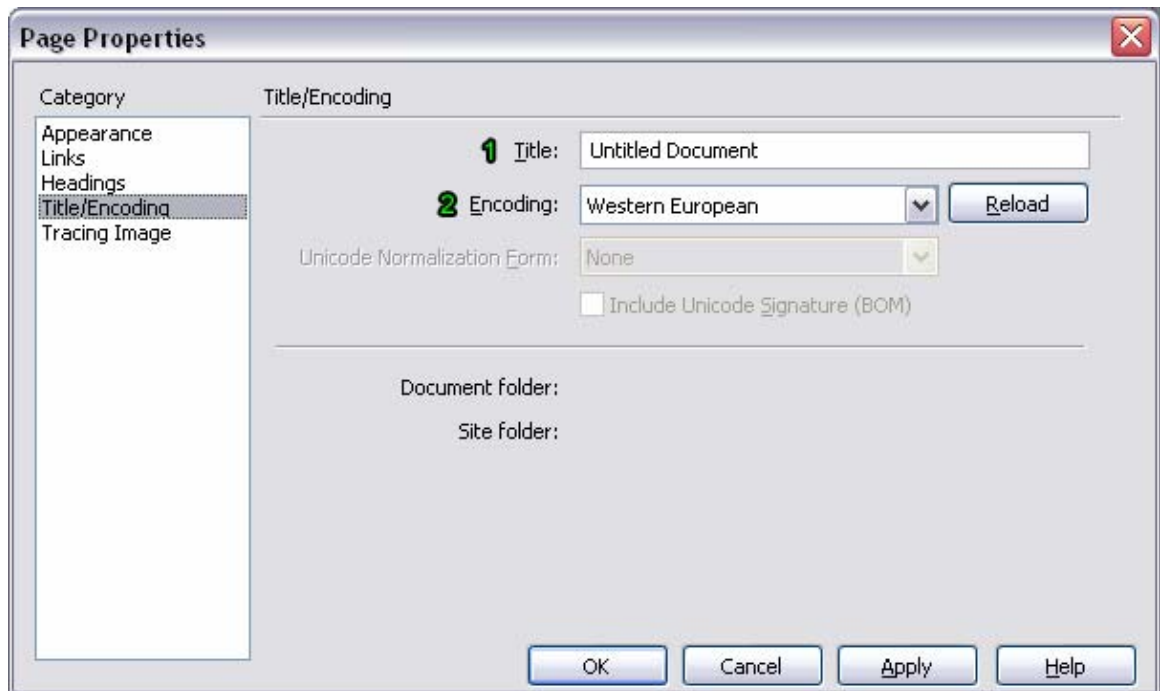 Page Properties
Category
Appearance
Links
Headings
Title/Encoding
Tracing Image
Title/Encoding
1 Title: Untitled Document
2 Encoding: Western European Reload
Unicode Normalization Form: None
Include Unicode Signature (BOM)
Document folder:
Site folder:
OK Cancel Apply Help